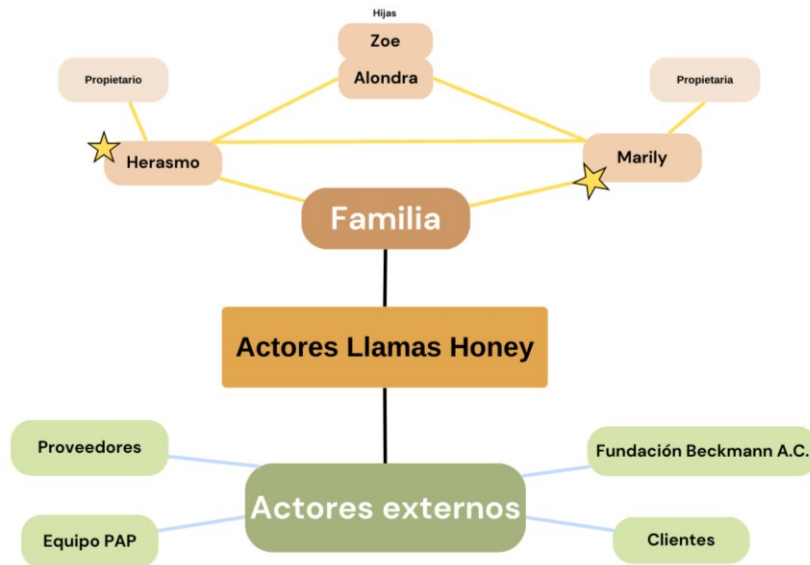 Hijas
Zoe
Alondra
Propietario
Propietaria
Herasmo
Marily
Familia
Actores Llamas Honey
Proveedores
Fundación Beckmann A.C.
Actores externos
Equipo PAP
Clientes